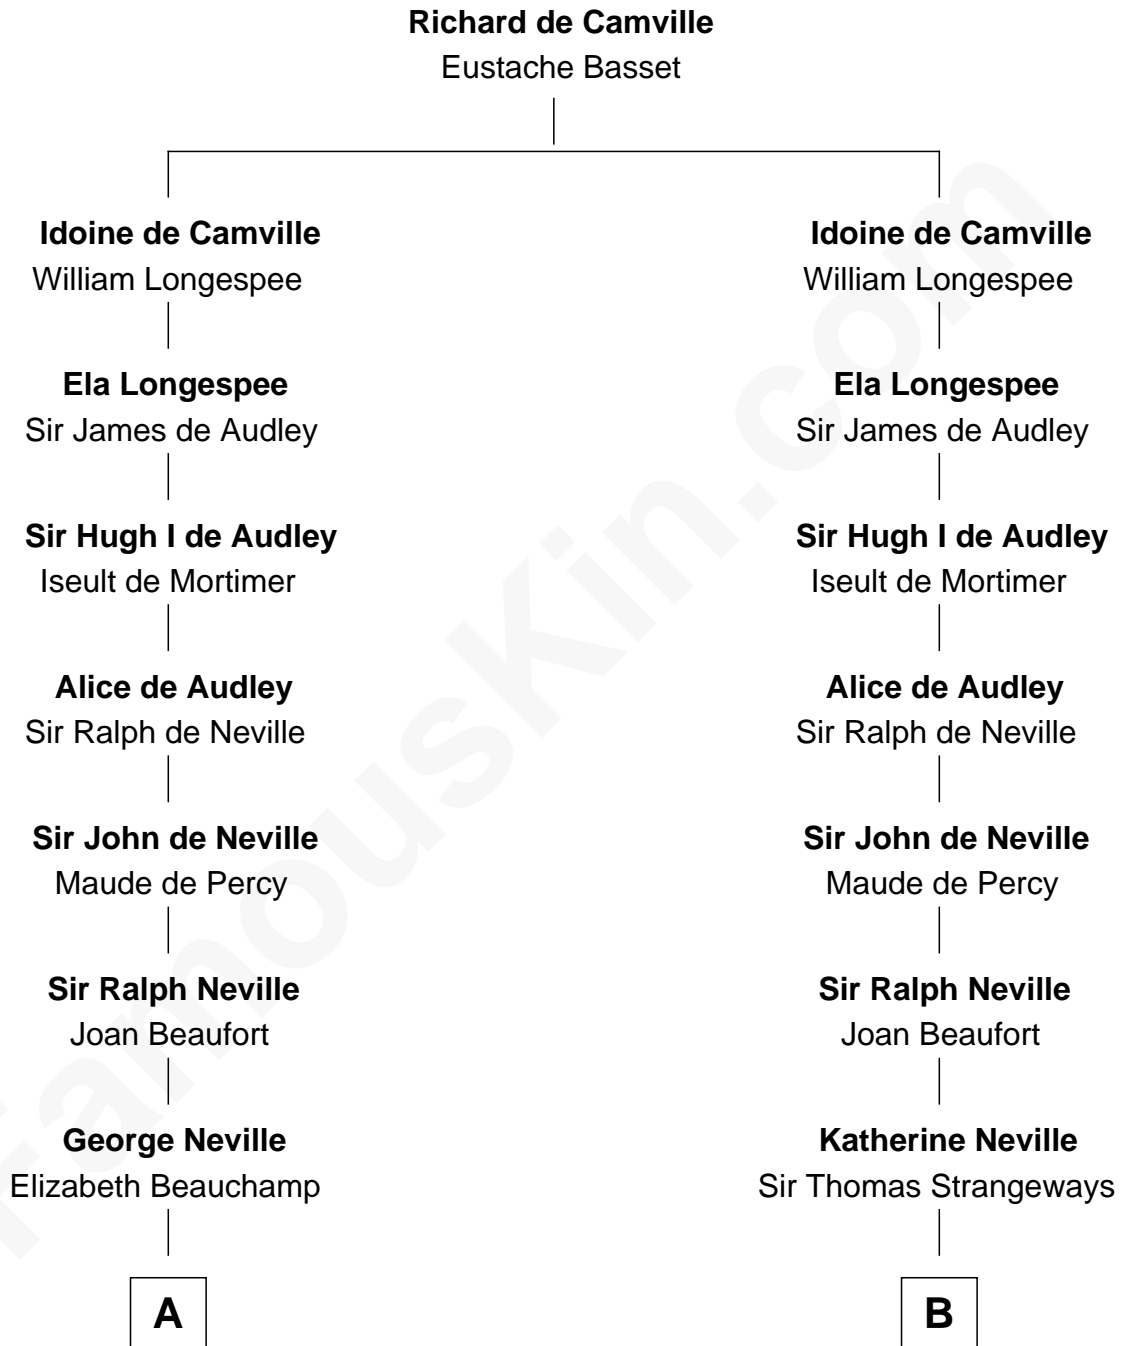 Richard de Camville
Eustache Basset
Idoine de Camville
William Longespee
Idoine de Camville
William Longespee
Ela Longespee
Sir James de Audley
Ela Longespee
Sir James de Audley
Sir Hugh I de Audley
Iseult de Mortimer
Sir Hugh I de Audley
Iseult de Mortimer
Alice de Audley
Sir Ralph de Neville
Alice de Audley
Sir Ralph de Neville
Sir John de Neville
Maude de Percy
Sir John de Neville
Maude de Percy
Sir Ralph Neville
Joan Beaufort
Sir Ralph Neville
Joan Beaufort
George Neville
Elizabeth Beauchamp
Katherine Neville
Sir Thomas Strangeways
A
B
FamousKin.com